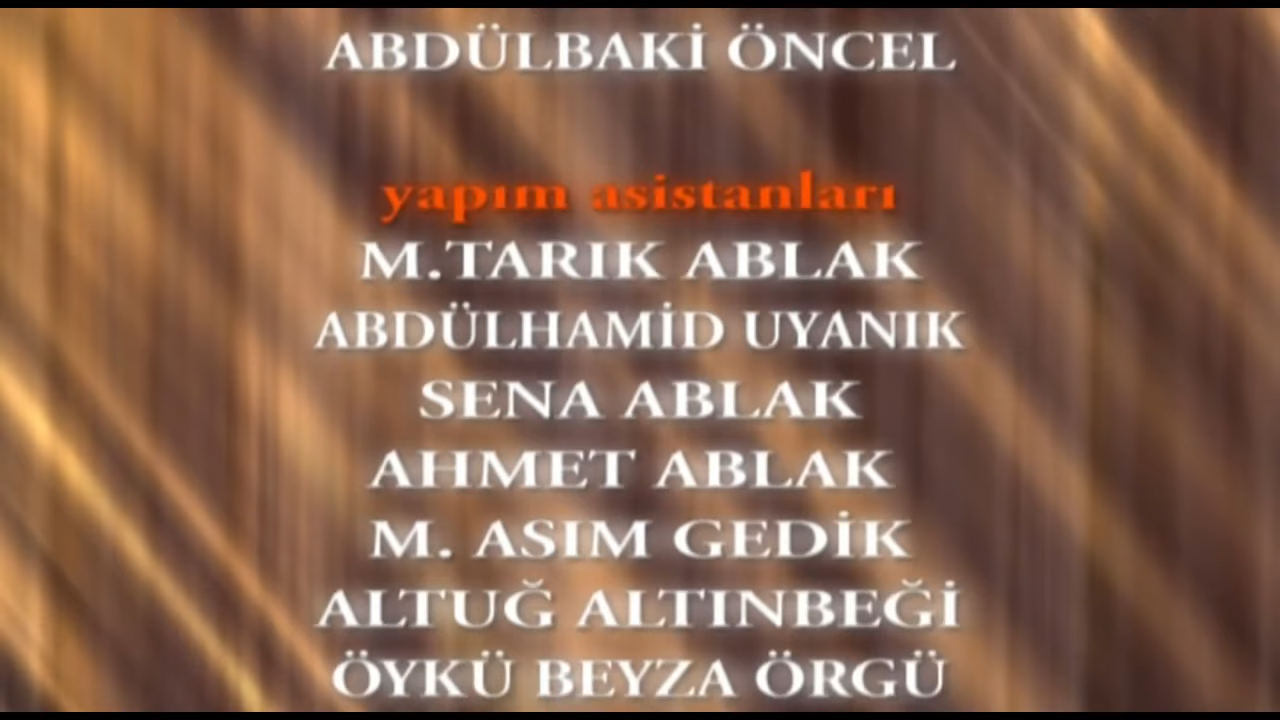 ABDÜLBAKİ ÖNCEL
yapım asistanları
M.TARIK ABLAK
ABDÜLHAMİD UYANIK
SENA ABLAK
AHMET ABLAK
M. ASIM GEDİK
ALTUĞ ALTINBEĞİ
ÖYKÜ BEYZA ÖRGÜ